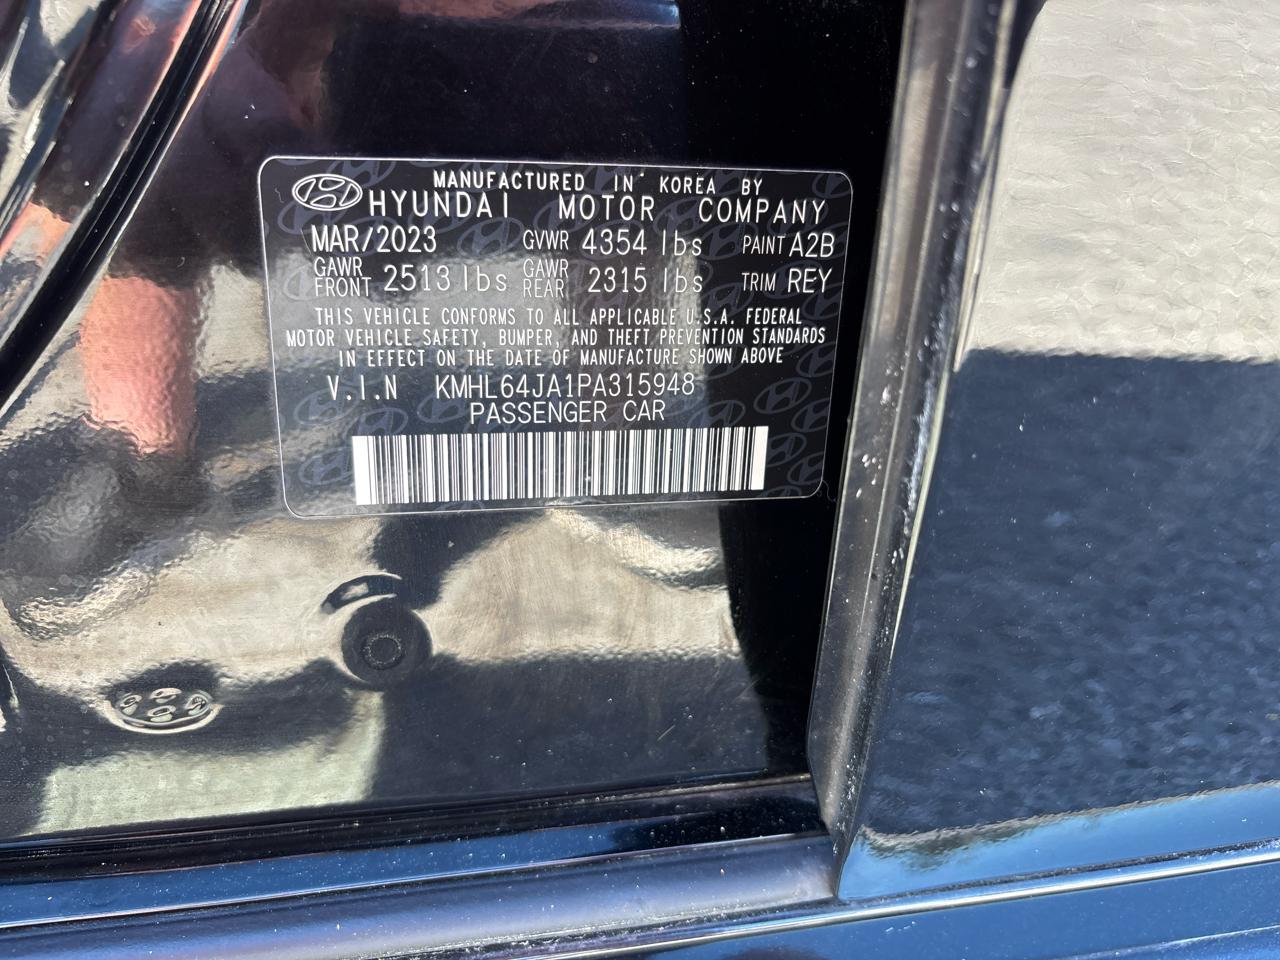 MANUFACTURED IN KOREA BY
HYUNDAI MOTOR COMPANY
MAR/2023 GVWR 4354 lbs PAINT A2B
GAWR FRONT 2513 lbs GAWR REAR 2315 lbs TRIM REY
THIS VEHICLE CONFORMS TO ALL APPLICABLE U.S.A. FEDERAL
MOTOR VEHICLE SAFETY, BUMPER, AND THEFT PREVENTION STANDARDS
IN EFFECT ON THE DATE OF MANUFACTURE SHOWN ABOVE
V.I.N KMHL64JA1PA315948
PASSENGER CAR